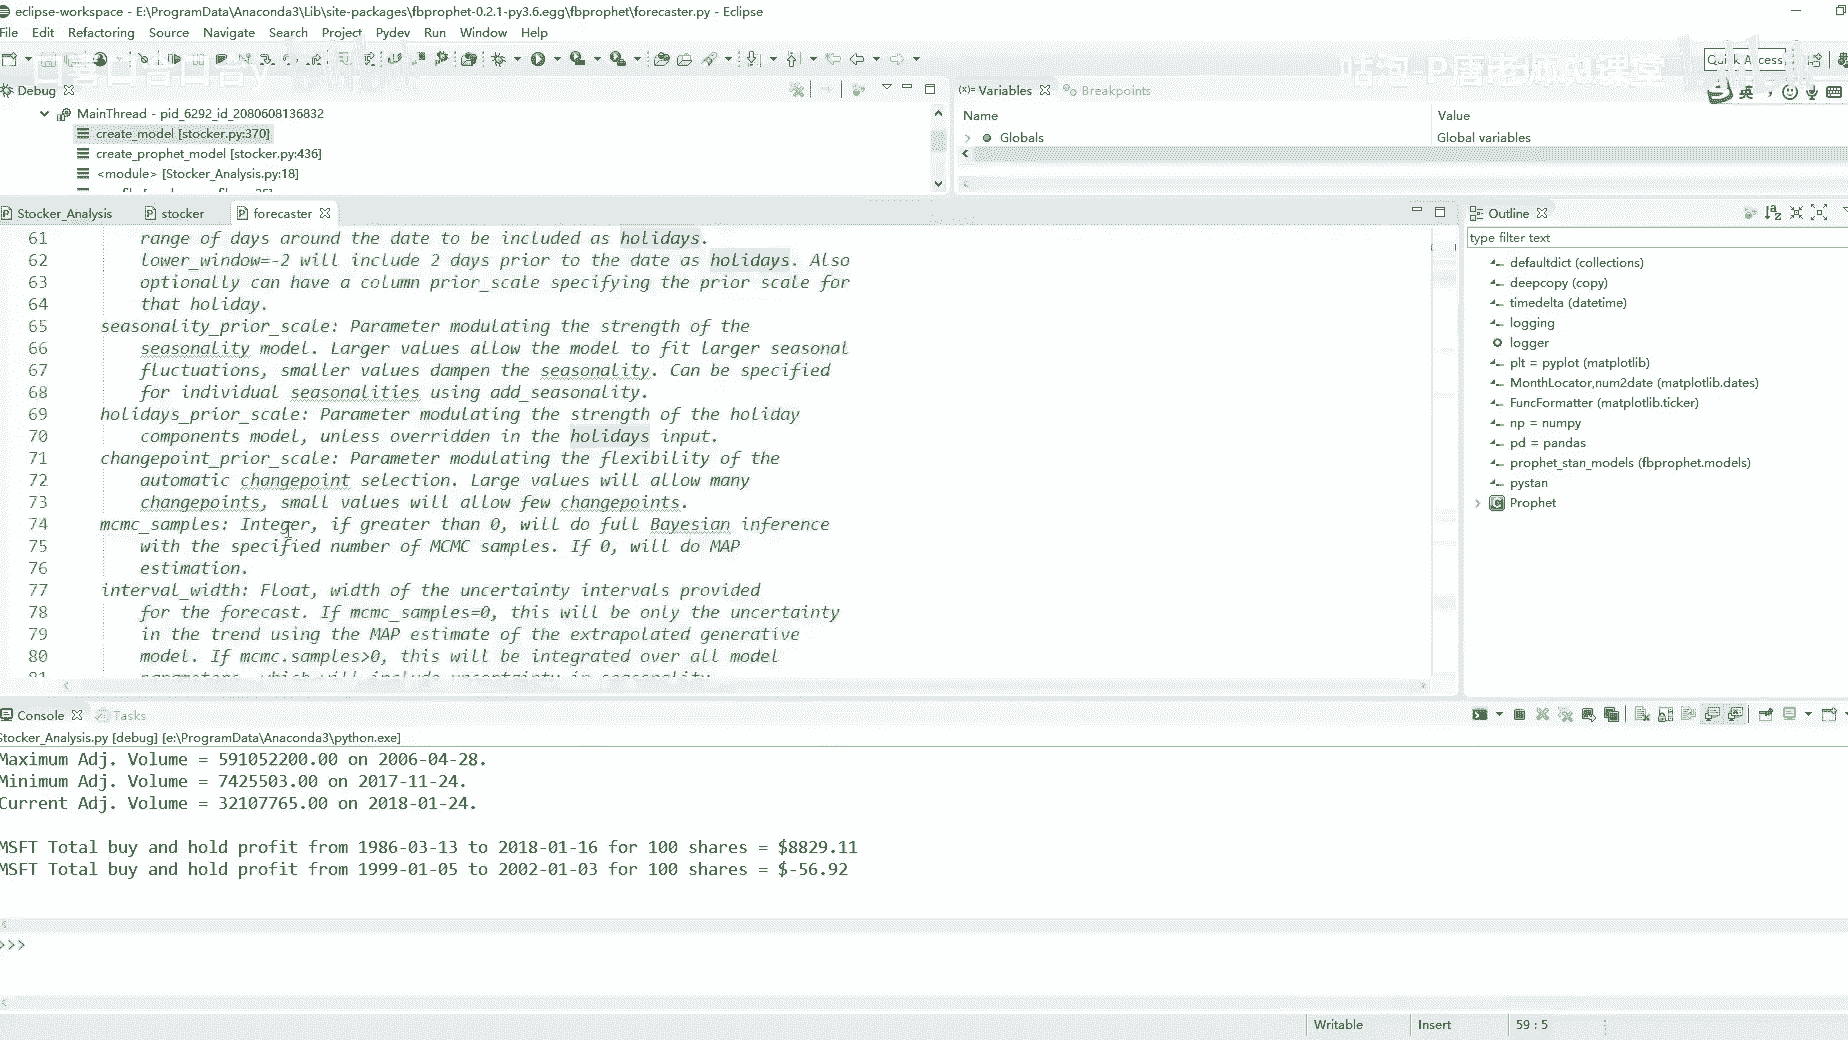 eclipse-workspace - E:\ProgramData\Anaconda3\Lib\site-packages\fbprophet-0.2.1-py3.6.egg\fbprophet\forecaster.py - Eclipse
File Edit Refactoring Source Navigate Search Project Pydev Run Window Help
Quick Access
Debug
MainThread - pid_6292_id_2080608136832
create_model [stocker.py:370]
create_prophet_model [stocker.py:436]
<module> [Stocker_Analysis.py:18]
(x)= Variables Breakpoints
Name Value
Globals Global variables
Stocker_Analysis stocker forecaster
61 range of days around the date to be included as holidays.
62 lower_window=-2 will include 2 days prior to the date as holidays. Also
63 optionally can have a column prior_scale specifying the prior scale for
64 that holiday.
65 seasonality_prior_scale: Parameter modulating the strength of the
66 seasonality model. Larger values allow the model to fit larger seasonal
67 fluctuations, smaller values dampen the seasonality. Can be specified
68 for individual seasonalities using add_seasonality.
69 holidays_prior_scale: Parameter modulating the strength of the holiday
70 components model, unless overridden in the holidays input.
71 changepoint_prior_scale: Parameter modulating the flexibility of the
72 automatic changepoint selection. Large values will allow many
73 changepoints, small values will allow few changepoints.
74 mcmc_samples: Integer, if greater than 0, will do full Bayesian inference
75 with the specified number of MCMC samples. If 0, will do MAP
76 estimation.
77 interval_width: Float, width of the uncertainty intervals provided
78 for the forecast. If mcmc_samples=0, this will be only the uncertainty
79 in the trend using the MAP estimate of the extrapolated generative
80 model. If mcmc.samples>0, this will be integrated over all model
81 parameters, which will include uncertainty in seasonality.
Outline
type filter text
defaultdict (collections)
deepcopy (copy)
timedelta (datetime)
logging
logger
plt = pyplot (matplotlib)
MonthLocator,num2date (matplotlib.dates)
FuncFormatter (matplotlib.ticker)
np = numpy
pd = pandas
prophet_stan_models (fbprophet.models)
pystan
Prophet
Console Tasks
Stocker_Analysis.py [debug] [e:\ProgramData\Anaconda3\python.exe]
Maximum Adj. Volume = 591052200.00 on 2006-04-28.
Minimum Adj. Volume = 7425503.00 on 2017-11-24.
Current Adj. Volume = 32107765.00 on 2018-01-24.
MSFT Total buy and hold profit from 1986-03-13 to 2018-01-16 for 100 shares = $8829.11
MSFT Total buy and hold profit from 1999-01-05 to 2002-01-03 for 100 shares = $-56.92
>>>
Writable Insert 59 : 5